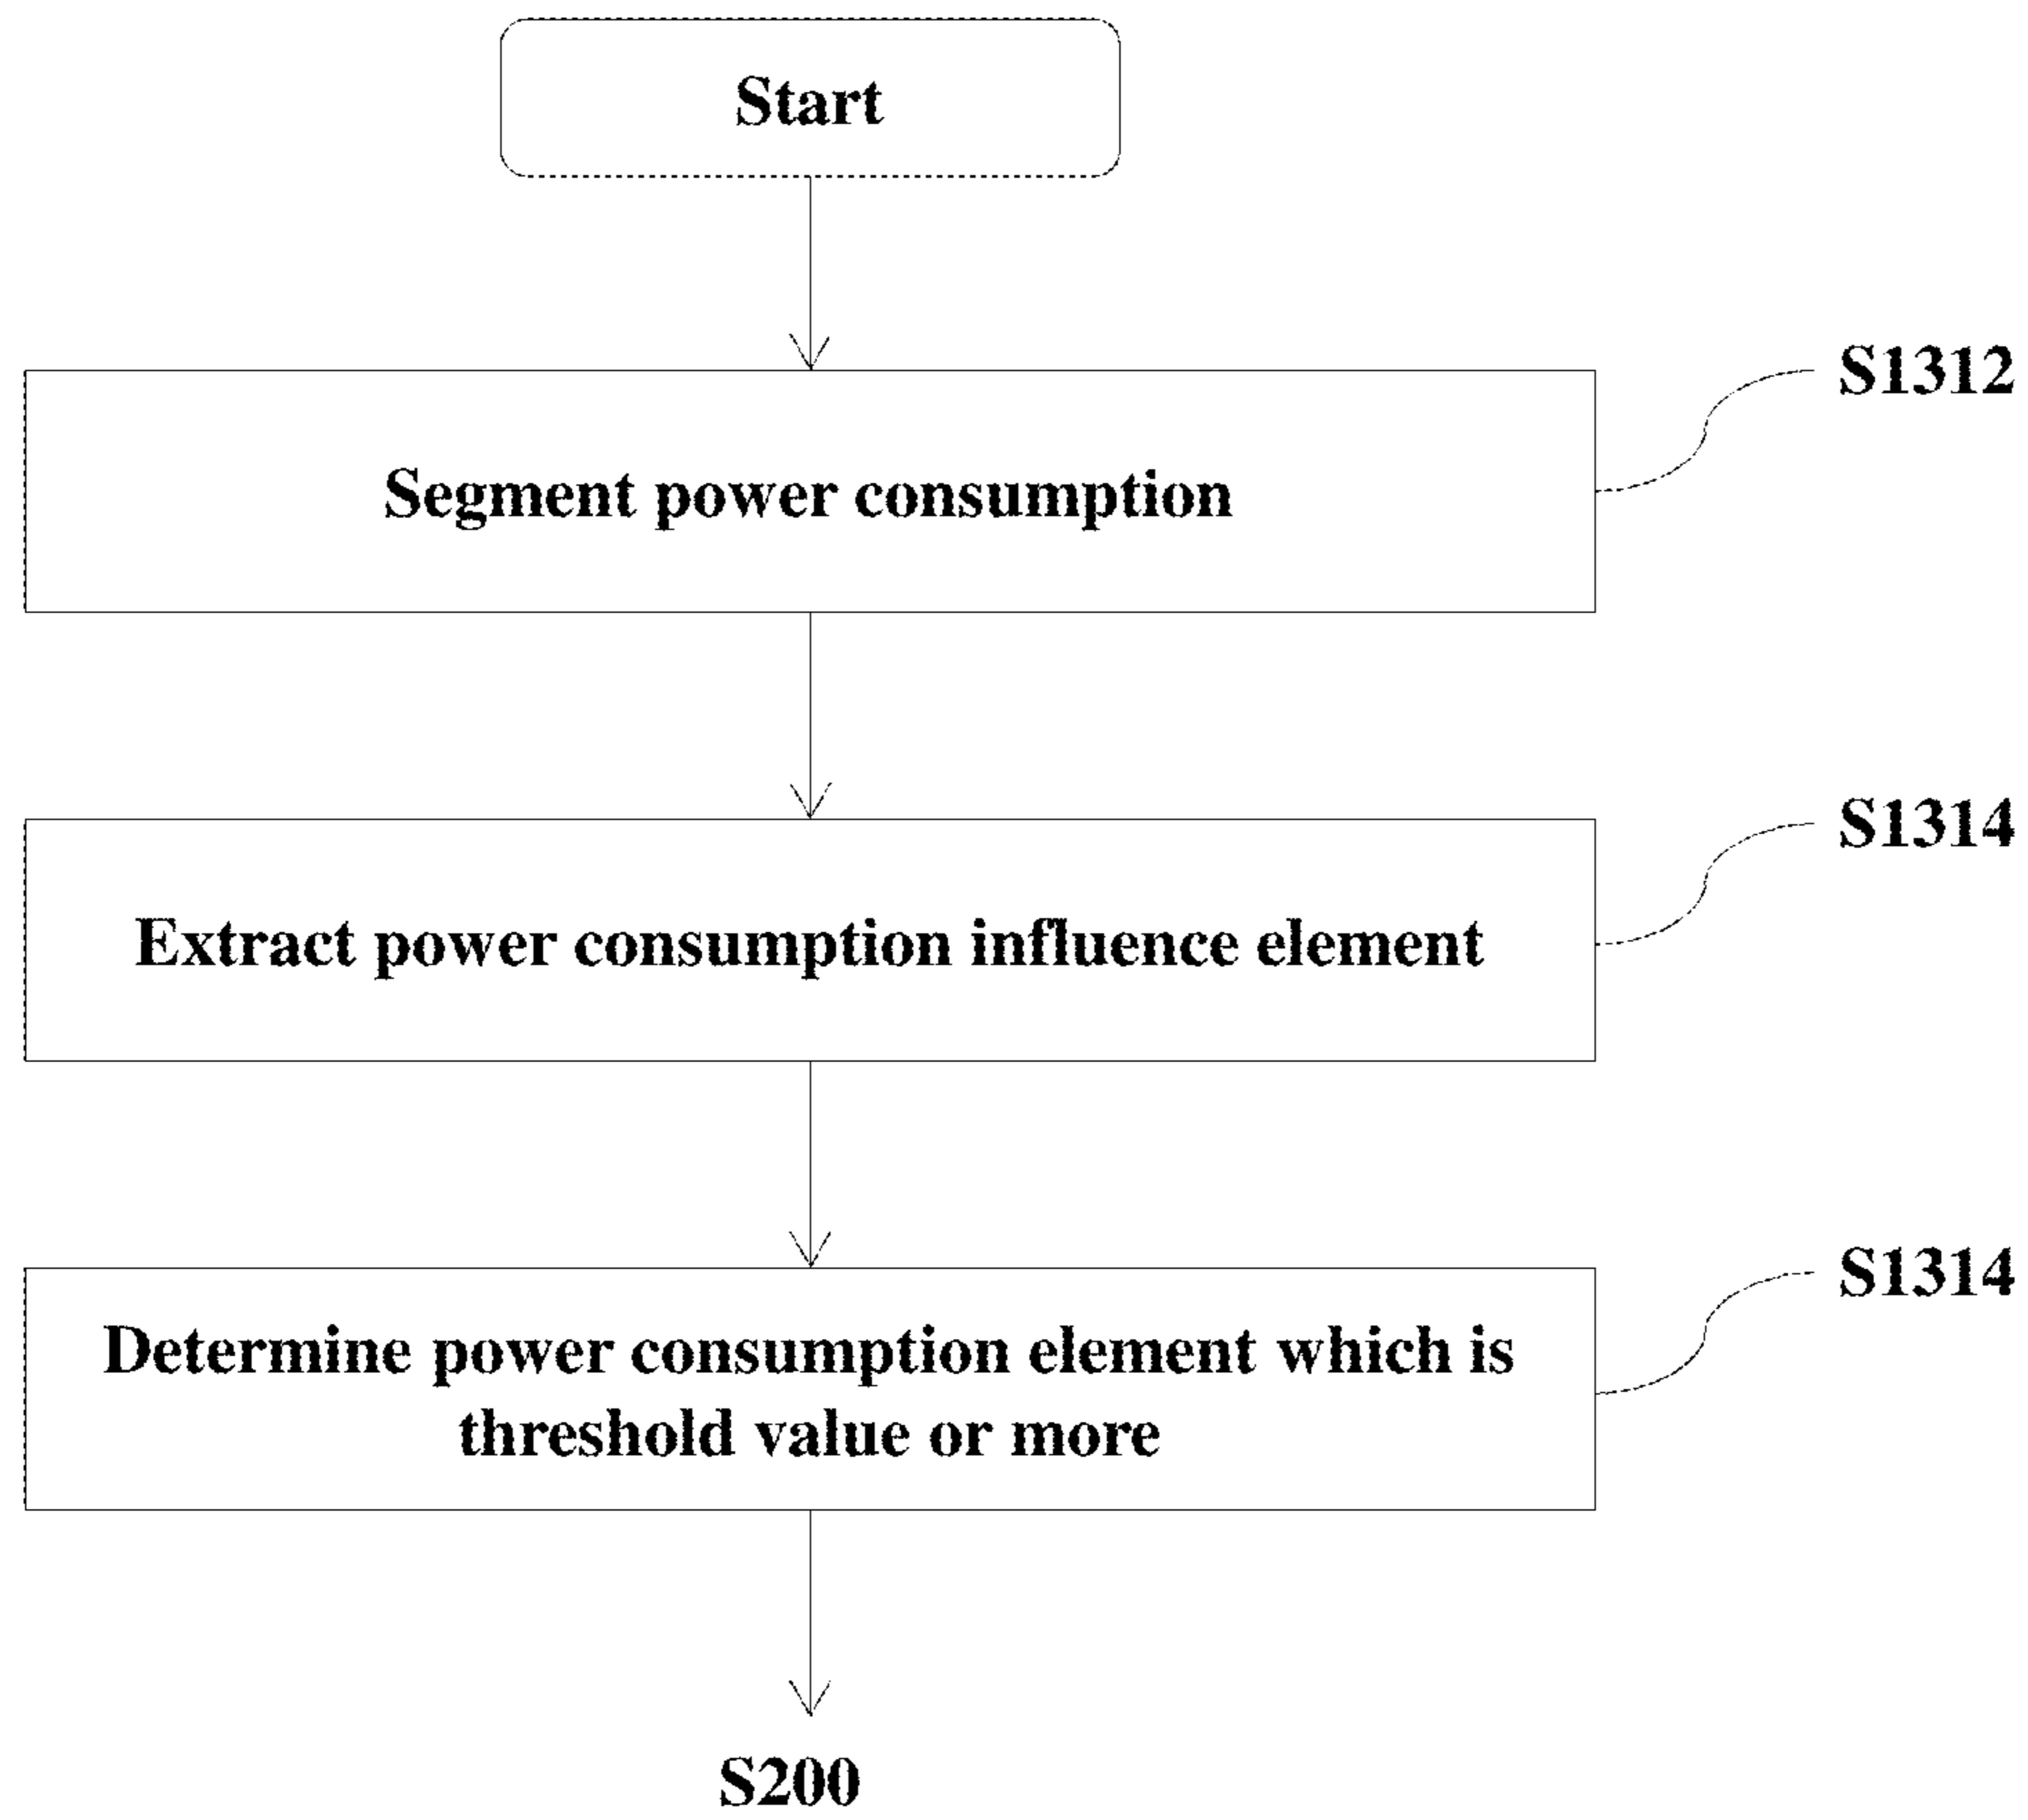 Start
S1312
Segment power consumption
S1314
Extract power consumption influence element
S1314
Determine power consumption element which is
threshold value or more
S200